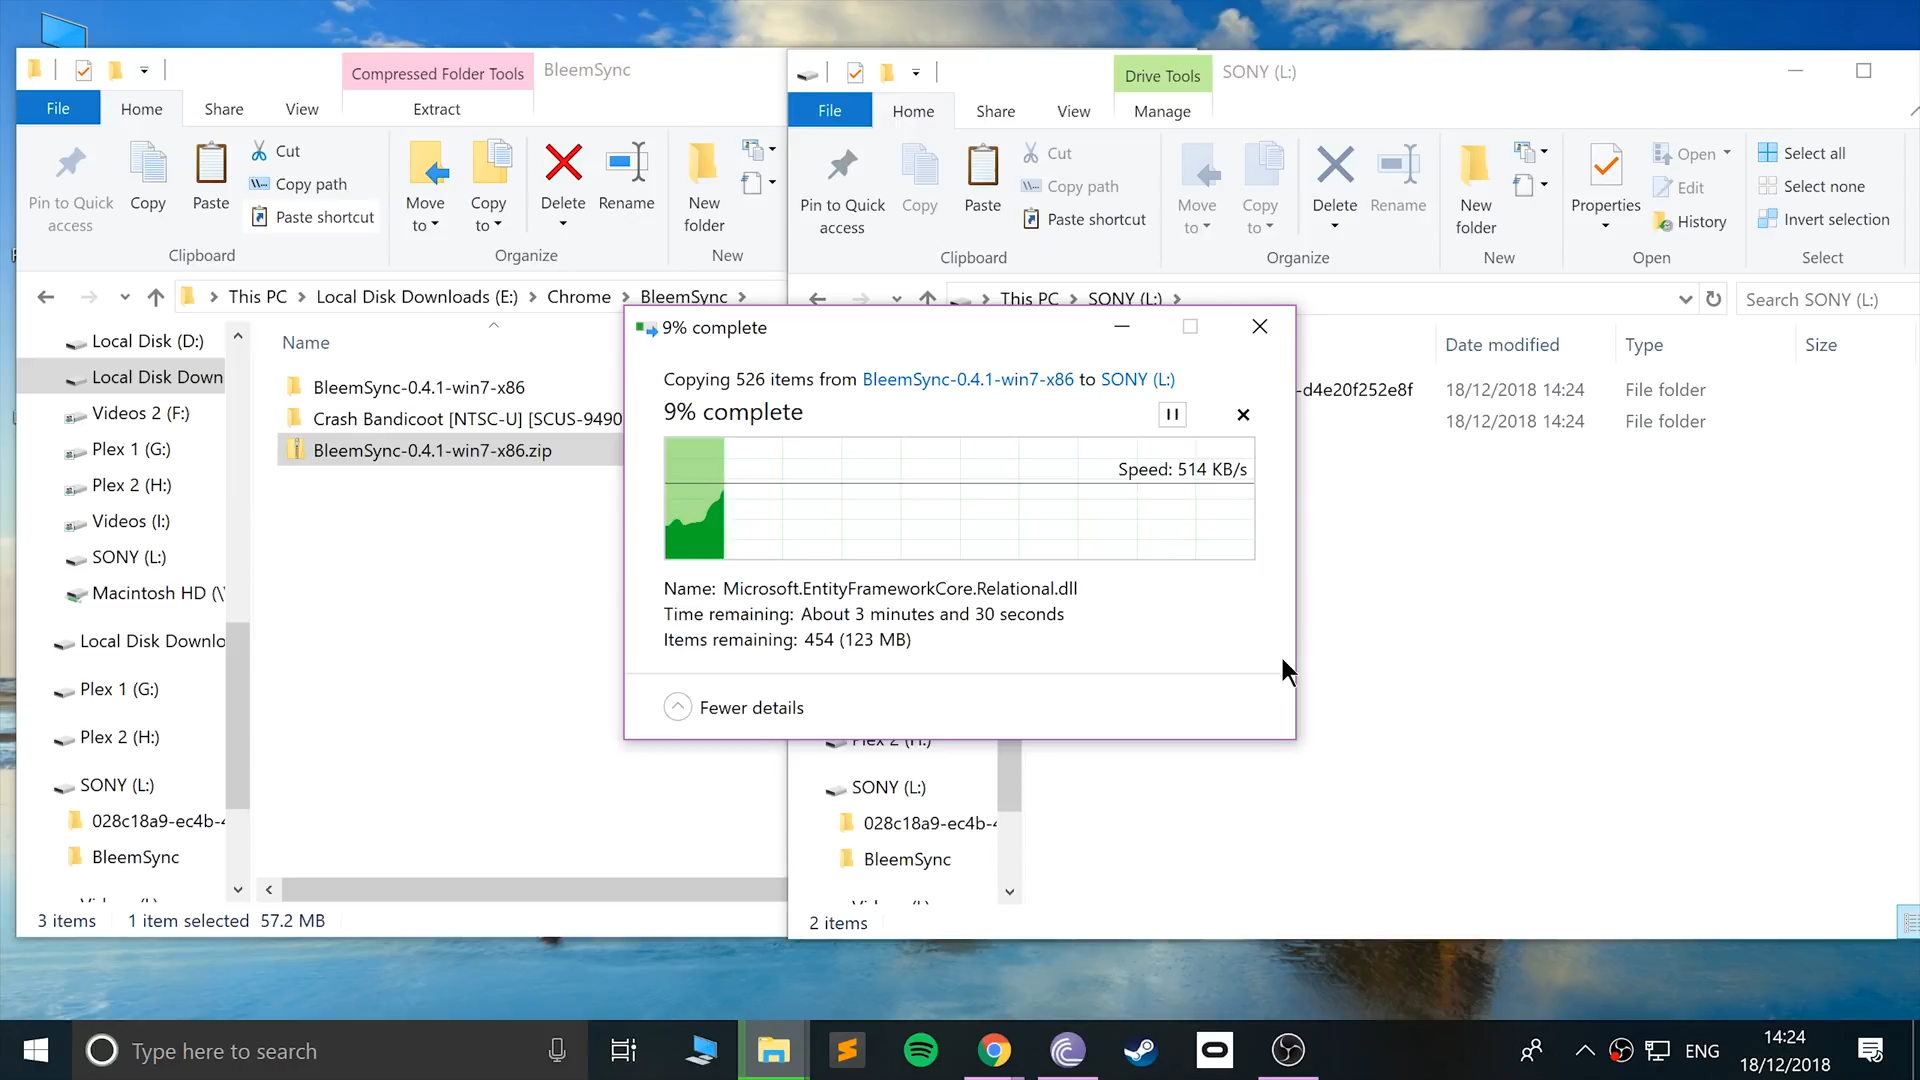 Compressed Folder Tools
BleemSync
File
Home
Share
View
Extract
Pin to Quick access
Copy
Paste
Cut
Copy path
Paste shortcut
Clipboard
Move to
Copy to
Delete
Rename
Organize
New folder
New
This PC
Local Disk Downloads (E:)
Chrome
BleemSync
Local Disk (D:)
Local Disk Down
Videos 2 (F:)
Plex 1 (G:)
Plex 2 (H:)
Videos (I:)
SONY (L:)
Macintosh HD (\\
Local Disk Downlo
Plex 1 (G:)
Plex 2 (H:)
SONY (L:)
028c18a9-ec4b-4
BleemSync
Name
BleemSync-0.4.1-win7-x86
Crash Bandicoot [NTSC-U] [SCUS-9490
BleemSync-0.4.1-win7-x86.zip
3 items
1 item selected
57.2 MB
Drive Tools
SONY (L:)
File
Home
Share
View
Manage
Pin to Quick access
Copy
Paste
Cut
Copy path
Paste shortcut
Clipboard
Move to
Copy to
Delete
Rename
Organize
New folder
New
Properties
Open
Edit
History
Open
Select all
Select none
Invert selection
Select
This PC
SONY (L:)
Search SONY (L:)
Date modified
Type
Size
-d4e20f252e8f
18/12/2018 14:24
File folder
18/12/2018 14:24
File folder
Plex 2 (H:)
SONY (L:)
028c18a9-ec4b-4
BleemSync
2 items
9% complete
Copying 526 items from BleemSync-0.4.1-win7-x86 to SONY (L:)
9% complete
Speed: 514 KB/s
Name: Microsoft.EntityFrameworkCore.Relational.dll
Time remaining: About 3 minutes and 30 seconds
Items remaining: 454 (123 MB)
Fewer details
Type here to search
ENG
14:24
18/12/2018